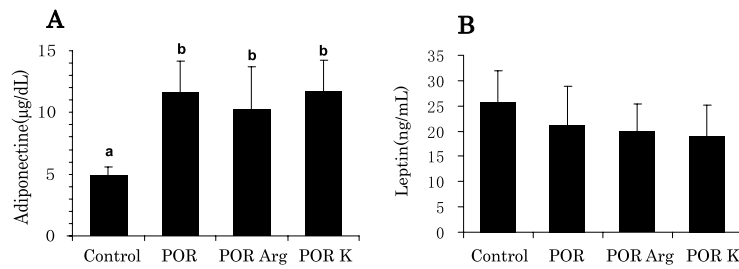 A
Adiponectine(μg/dL)
15
10
5
0
a
b
b
b
Control POR POR Arg POR K
B
Leptin(ng/mL)
35
30
25
20
15
10
5
0
Control POR POR Arg POR K